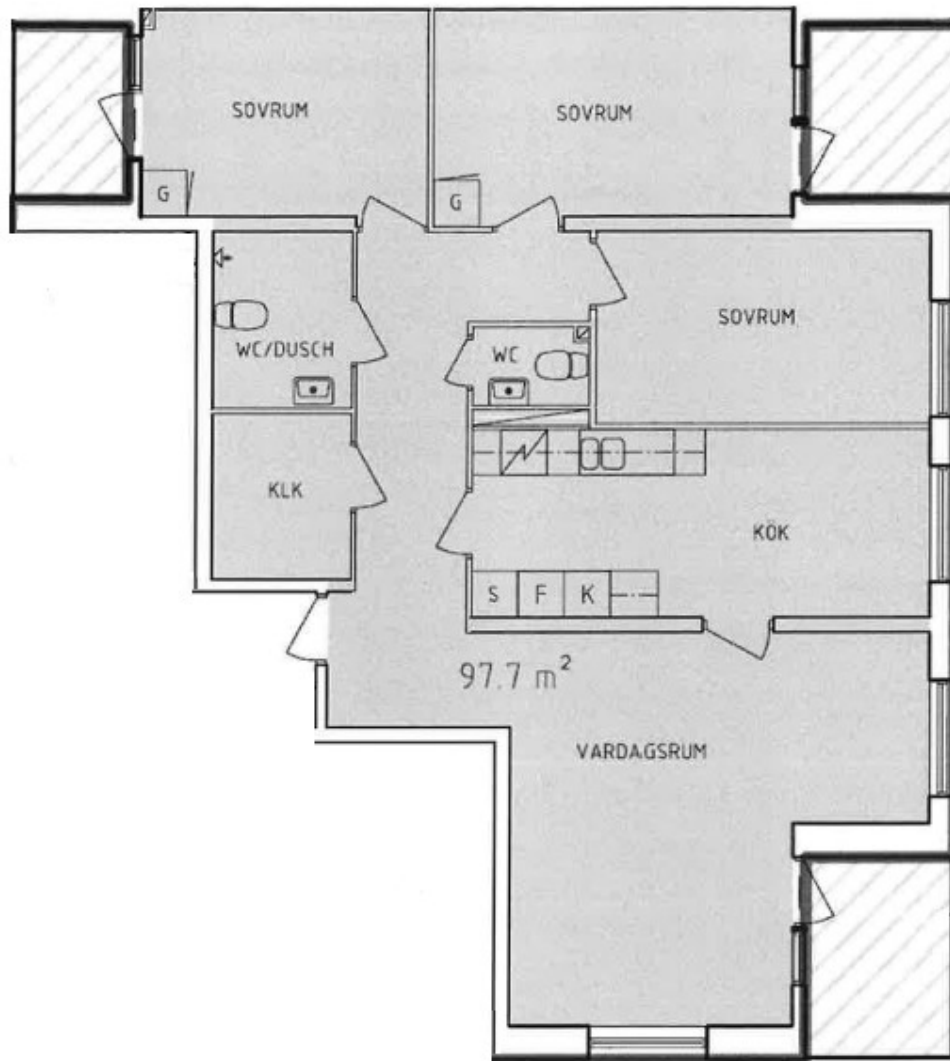 SOVRUM
SOVRUM
G
G
SOVRUM
WC/DUSCH
WC
KLK
KÖK
S F K
97.7 m²
VARDAGSRUM